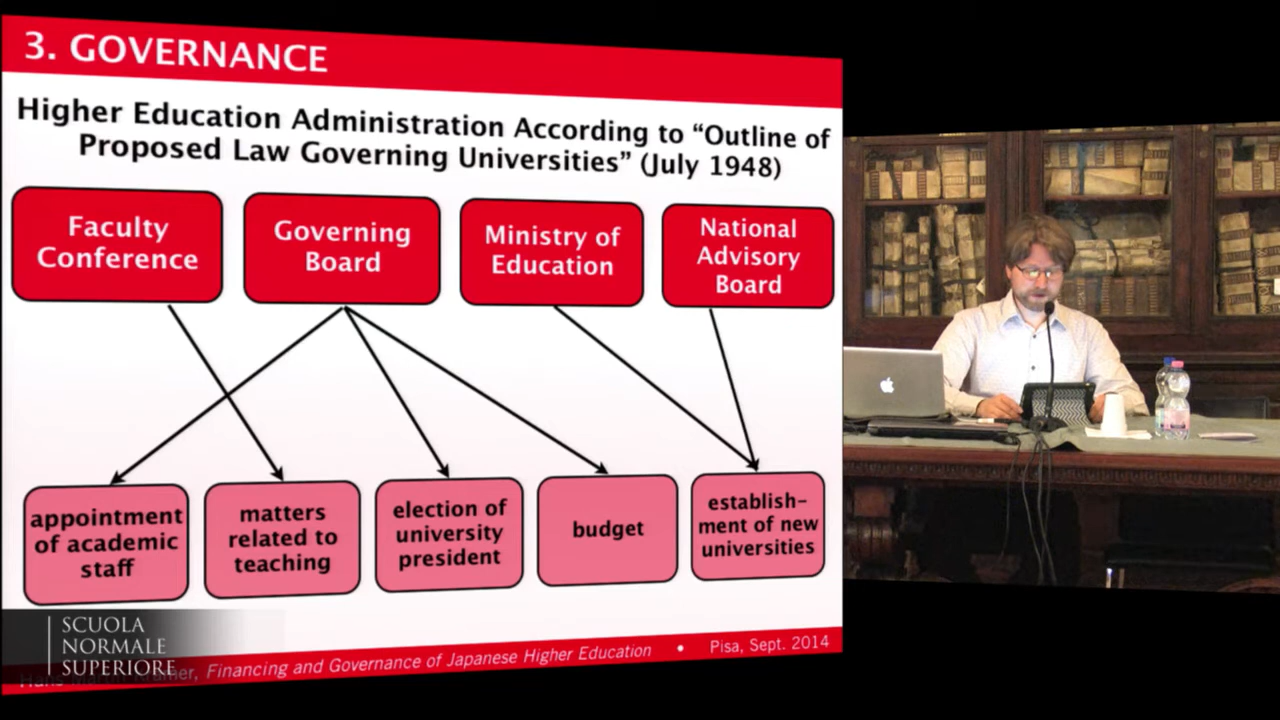 3. GOVERNANCE
Higher Education Administration According to “Outline of
Proposed Law Governing Universities” (July 1948)
Faculty
Conference
Governing
Board
Ministry of
Education
National
Advisory
Board
appointment
of academic
staff
matters
related to
teaching
election of
university
president
budget
establish-
ment of new
universities
SCUOLA
NORMALE
SUPERIORE
Financing and Governance of Japanese Higher Education • Pisa, Sept. 2014